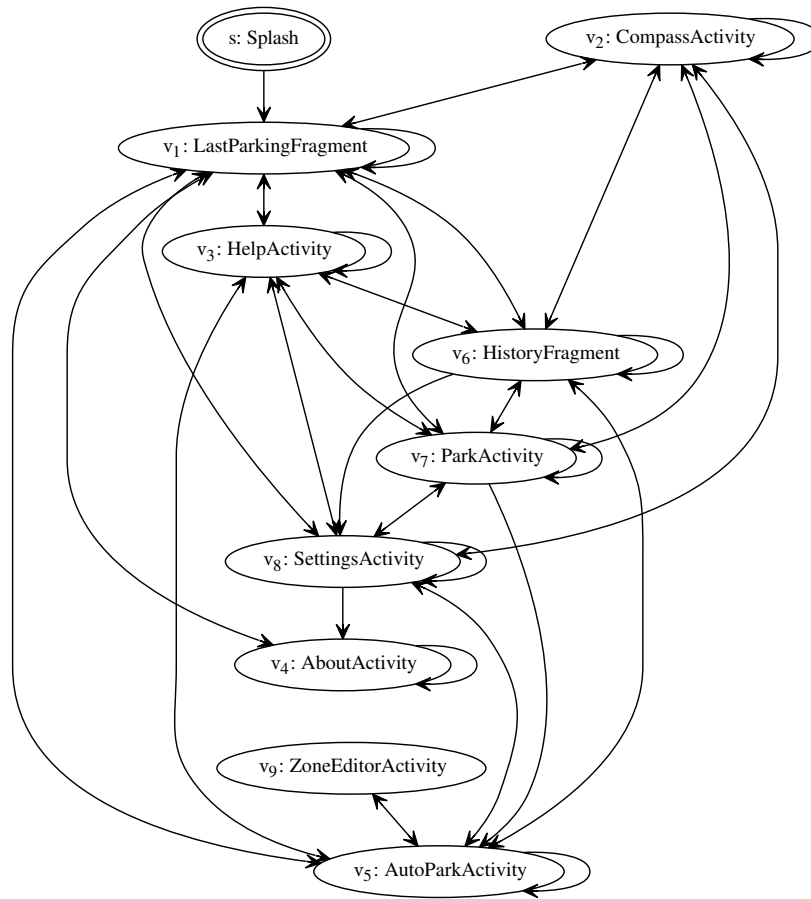 s: Splash
v₂: CompassActivity
v₁: LastParkingFragment
v₃: HelpActivity
v₆: HistoryFragment
v₇: ParkActivity
v₈: SettingsActivity
v₄: AboutActivity
v₉: ZoneEditorActivity
v₅: AutoParkActivity